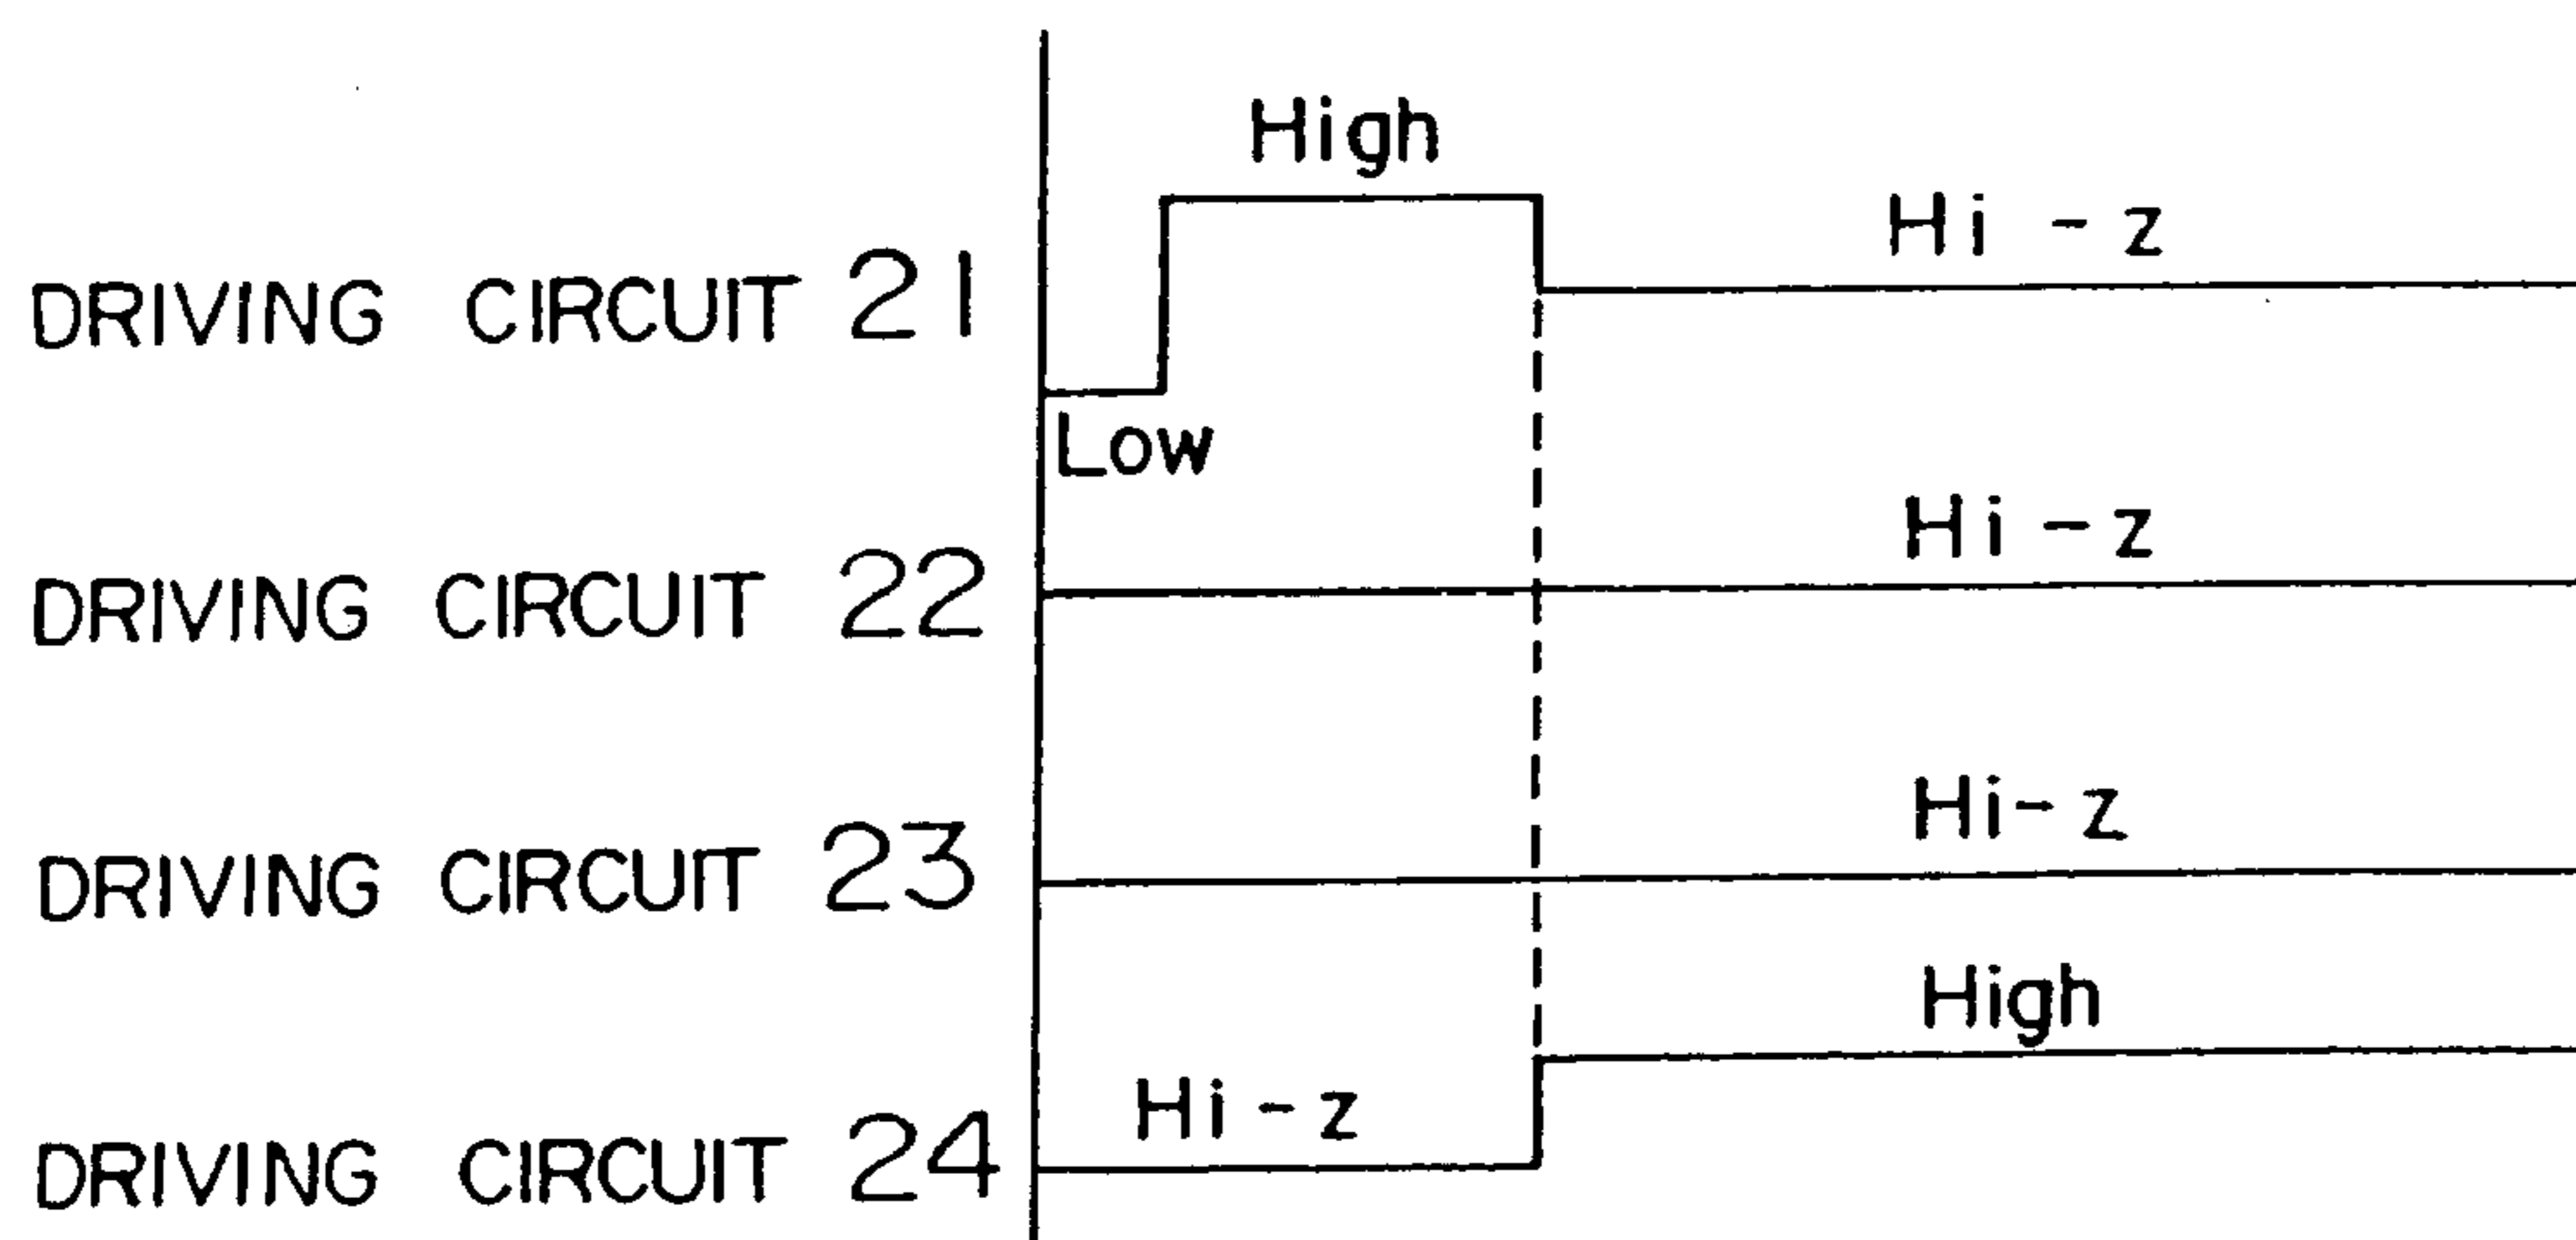 High
Hi - z
DRIVING CIRCUIT 21
Low
Hi - z
DRIVING CIRCUIT 22
Hi - z
DRIVING CIRCUIT 23
High
Hi - z
DRIVING CIRCUIT 24